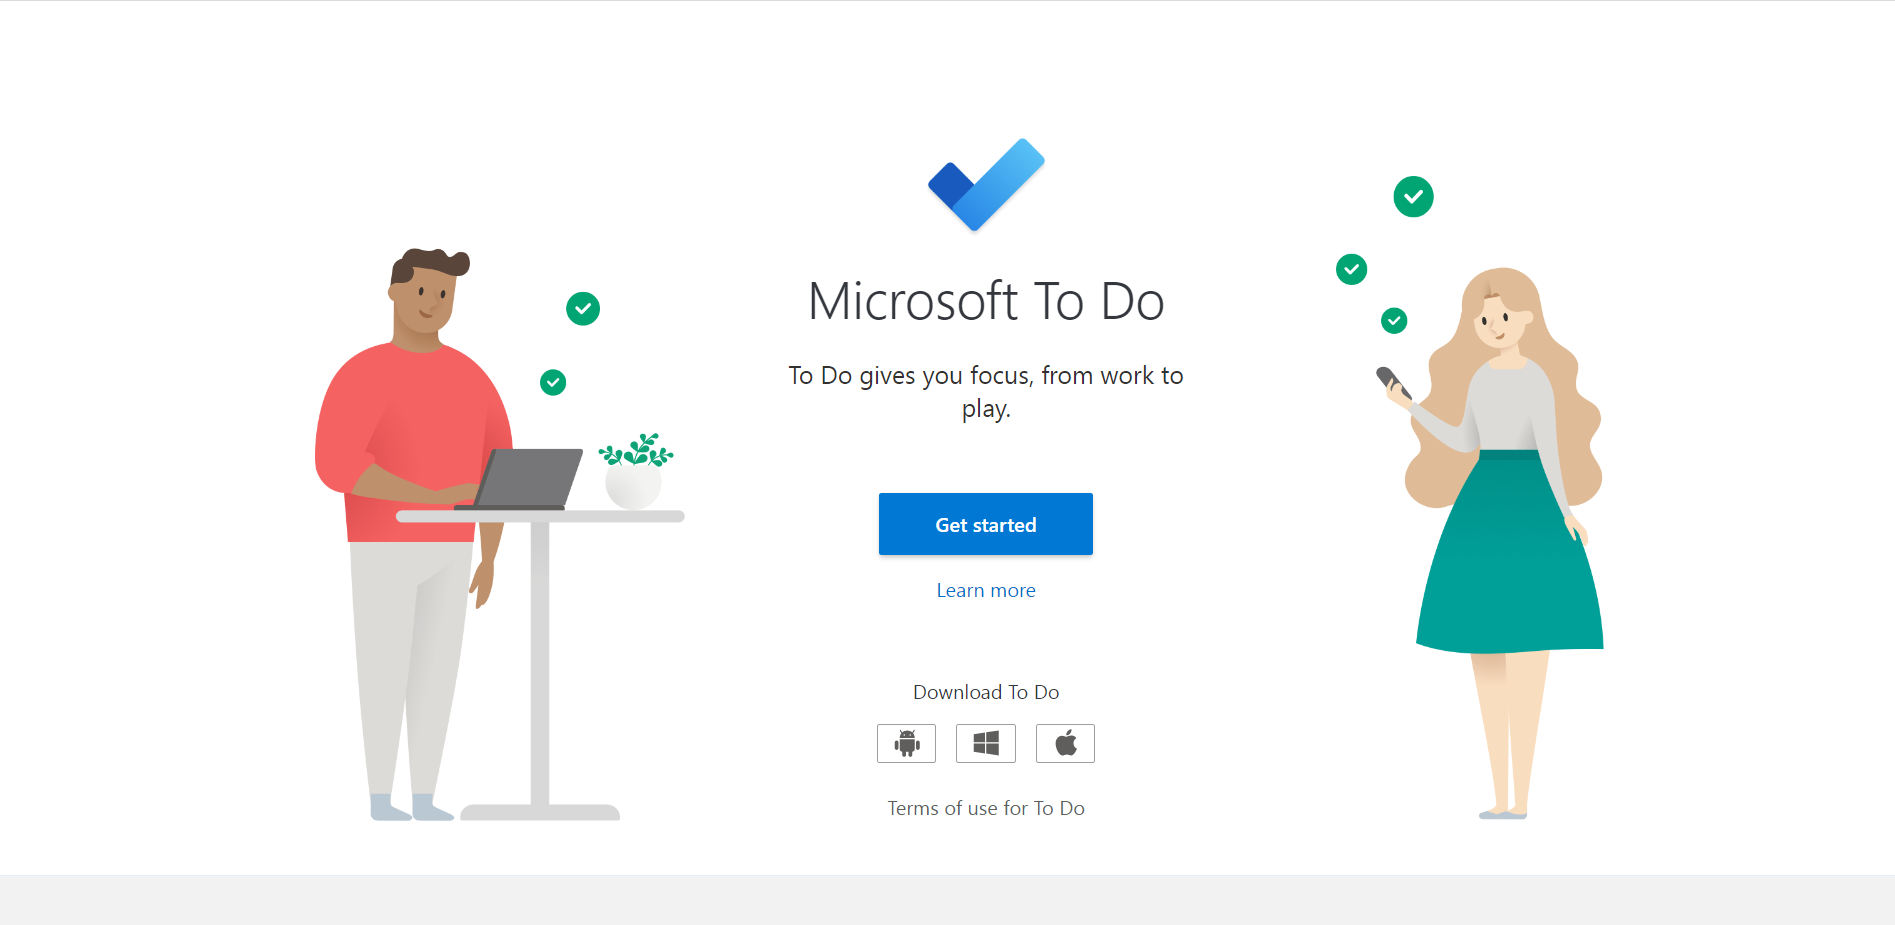 Microsoft To Do
To Do gives you focus, from work to
play.
Get started
Learn more
Download To Do
Terms of use for To Do